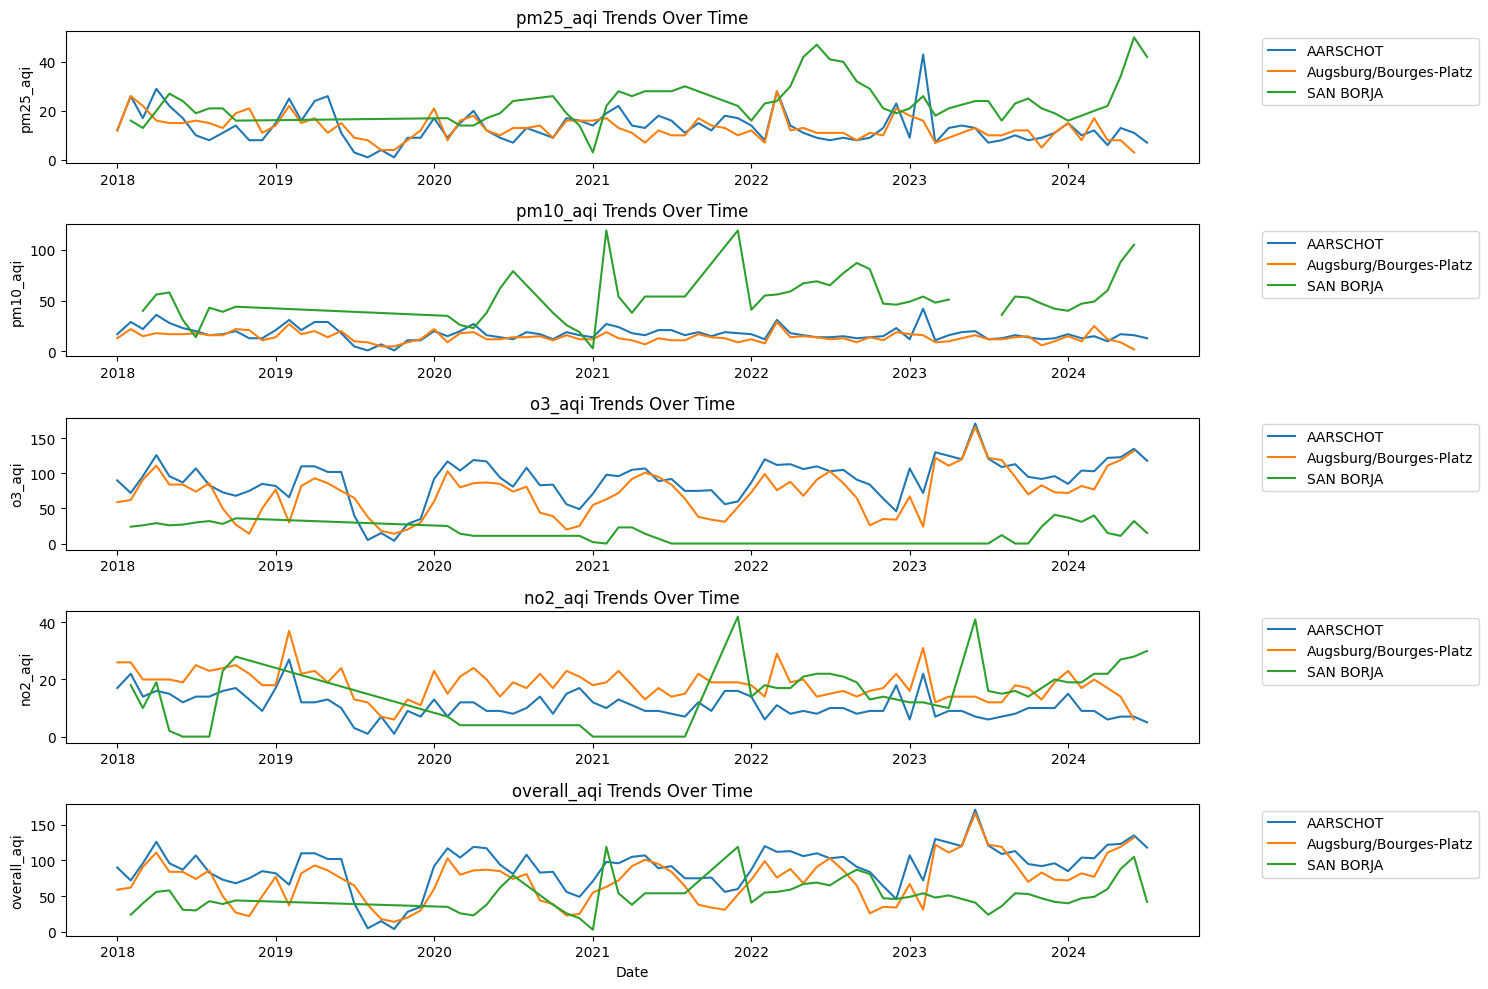 pm25_aqi Trends Over Time
pm25_aqi
40
20
0
2018 2019 2020 2021 2022 2023 2024
AARSCHOT
Augsburg/Bourges-Platz
SAN BORJA
pm10_aqi Trends Over Time
pm10_aqi
100
50
0
2018 2019 2020 2021 2022 2023 2024
AARSCHOT
Augsburg/Bourges-Platz
SAN BORJA
o3_aqi Trends Over Time
o3_aqi
150
100
50
0
2018 2019 2020 2021 2022 2023 2024
AARSCHOT
Augsburg/Bourges-Platz
SAN BORJA
no2_aqi Trends Over Time
no2_aqi
40
20
0
2018 2019 2020 2021 2022 2023 2024
AARSCHOT
Augsburg/Bourges-Platz
SAN BORJA
overall_aqi Trends Over Time
overall_aqi
150
100
50
0
2018 2019 2020 2021 2022 2023 2024
Date
AARSCHOT
Augsburg/Bourges-Platz
SAN BORJA